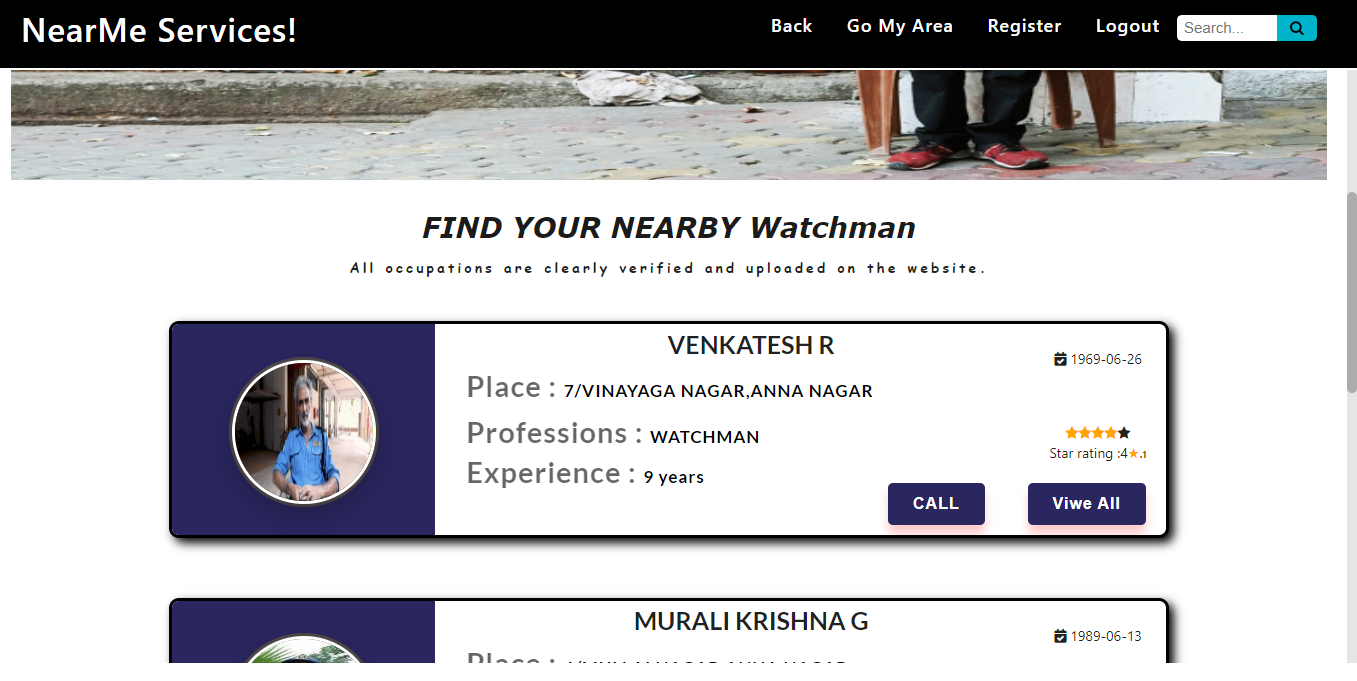 NearMe Services!
Back Go My Area Register Logout Search...
FIND YOUR NEARBY Watchman
All occupations are clearly verified and uploaded on the website.
VENKATESH R
1969-06-26
Place : 7/VINAYAGA NAGAR,ANNA NAGAR
Professions : WATCHMAN
Star rating :4★.1
Experience : 9 years
CALL Viwe All
MURALI KRISHNA G
1989-06-13
Place :